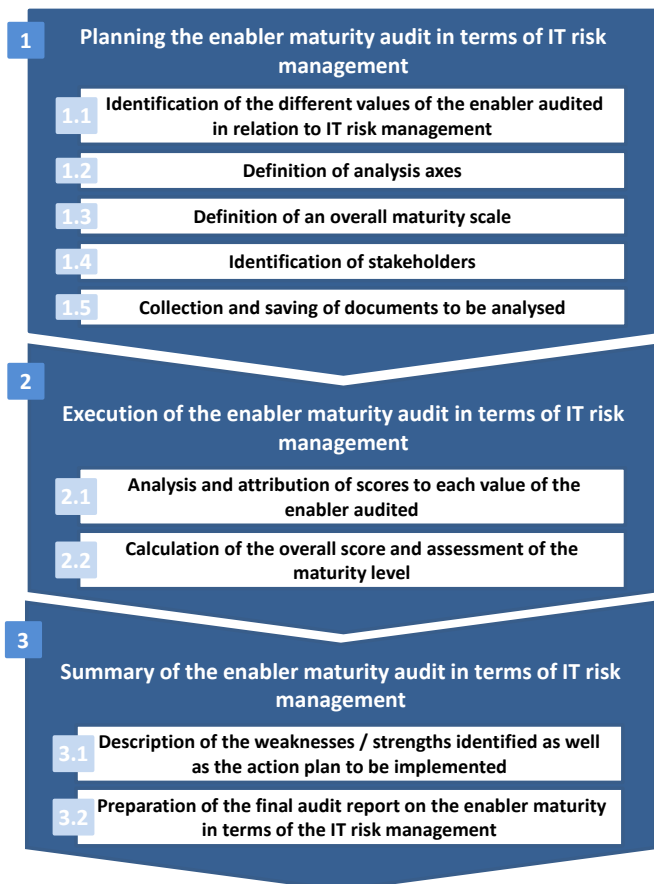 1
Planning the enabler maturity audit in terms of IT risk
management
1.1
Identification of the different values of the enabler audited
in relation to IT risk management
1.2
Definition of analysis axes
1.3
Definition of an overall maturity scale
1.4
Identification of stakeholders
1.5
Collection and saving of documents to be analysed
2
Execution of the enabler maturity audit in terms of IT risk
management
2.1
Analysis and attribution of scores to each value of the
enabler audited
2.2
Calculation of the overall score and assessment of the
maturity level
3
Summary of the enabler maturity audit in terms of IT risk
management
3.1
Description of the weaknesses / strengths identified as well
as the action plan to be implemented
3.2
Preparation of the final audit report on the enabler maturity
in terms of the IT risk management